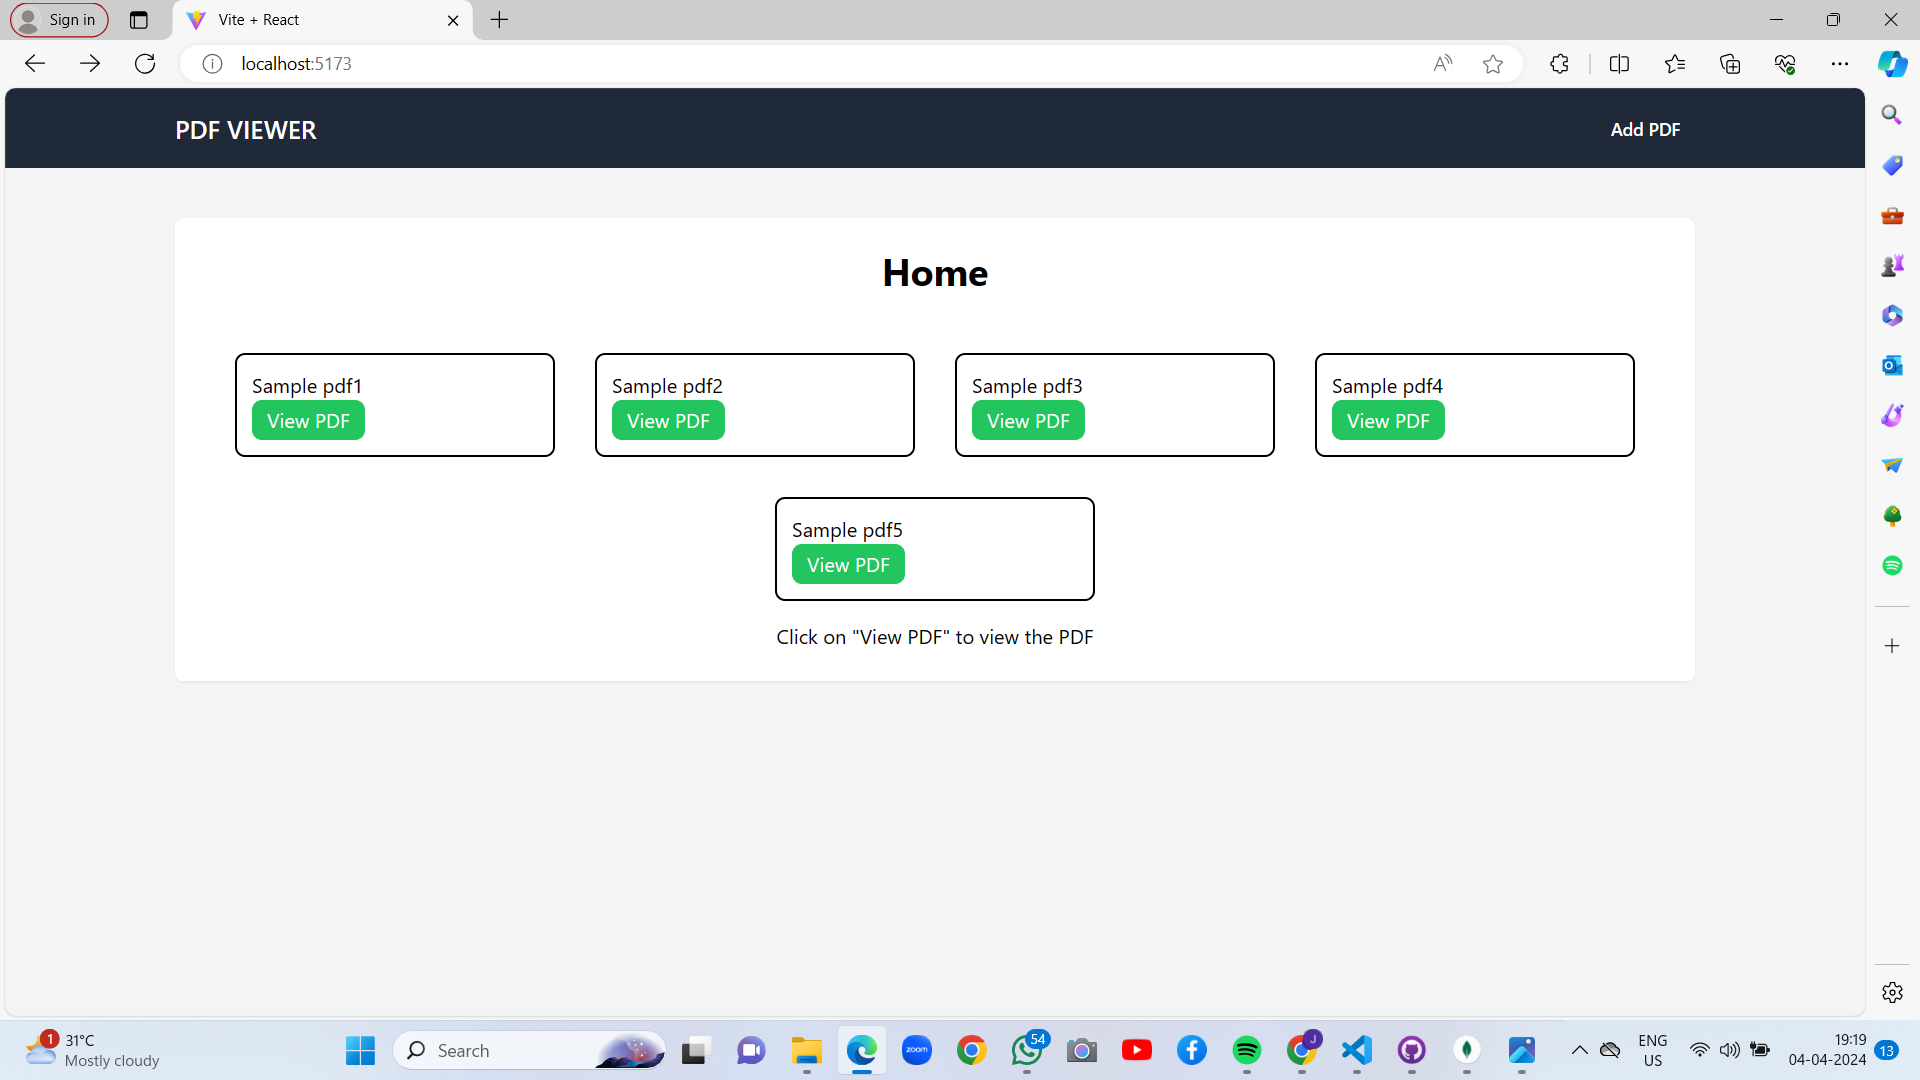 Sign in
Vite + React
localhost:5173
PDF VIEWER
Add PDF
Home
Sample pdf1
View PDF
Sample pdf2
View PDF
Sample pdf3
View PDF
Sample pdf4
View PDF
Sample pdf5
View PDF
Click on "View PDF" to view the PDF
1
31°C
Mostly cloudy
Search
zoom
54
J
ENG
US
19:19
04-04-2024
13